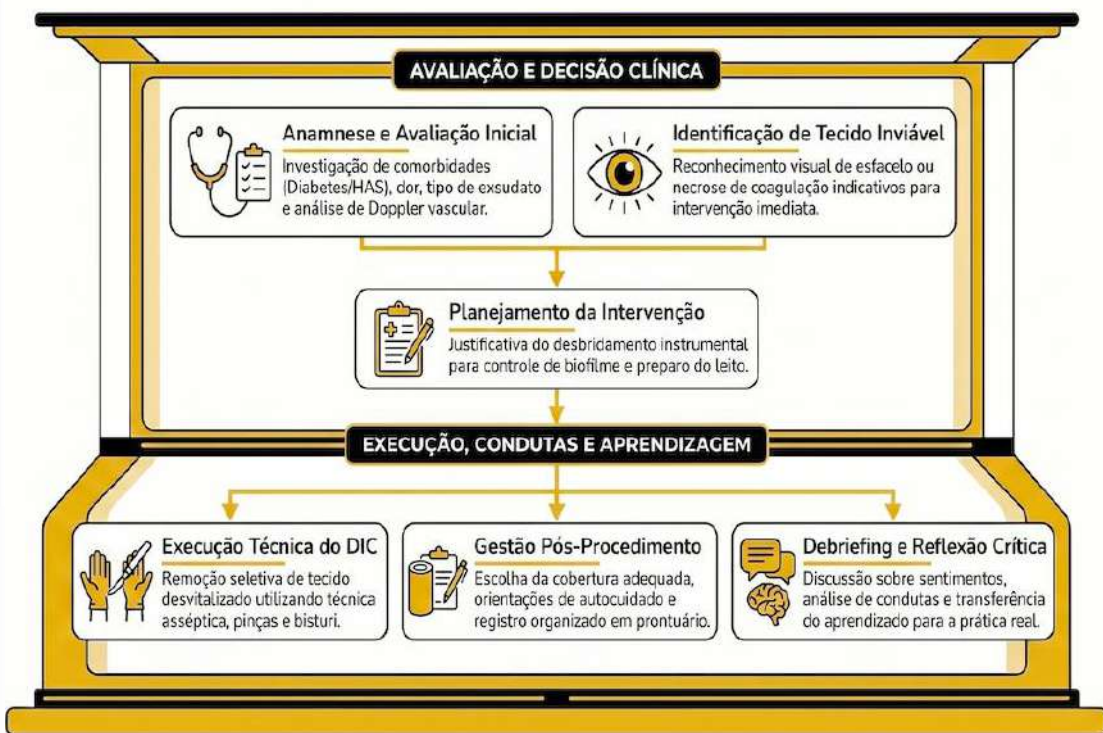 AVALIAÇÃO E DECISÃO CLÍNICA
Anamnese e Avaliação Inicial
Investigação de comorbidades
(Diabetes/HAS), dor, tipo de exsudato
e análise de Doppler vascular.
Identificação de Tecido Inviável
Reconhecimento visual de esfacelo ou
necrose de coagulação indicativos para
intervenção imediata.
Planejamento da Intervenção
Justificativa do desbridamento instrumental
para controle de biofilme e preparo do leito.
EXECUÇÃO, CONDUTAS E APRENDIZAGEM
Execução Técnica do DIC
Remoção seletiva de tecido
desvitalizado utilizando técnica
asséptica, pinças e bisturi.
Gestão Pós-Procedimento
Escolha da cobertura adequada,
orientações de autocuidado e
registro organizado em prontuário.
Debriefing e Reflexão Crítica
Discussão sobre sentimentos,
análise de condutas e transferência
do aprendizado para a prática real.